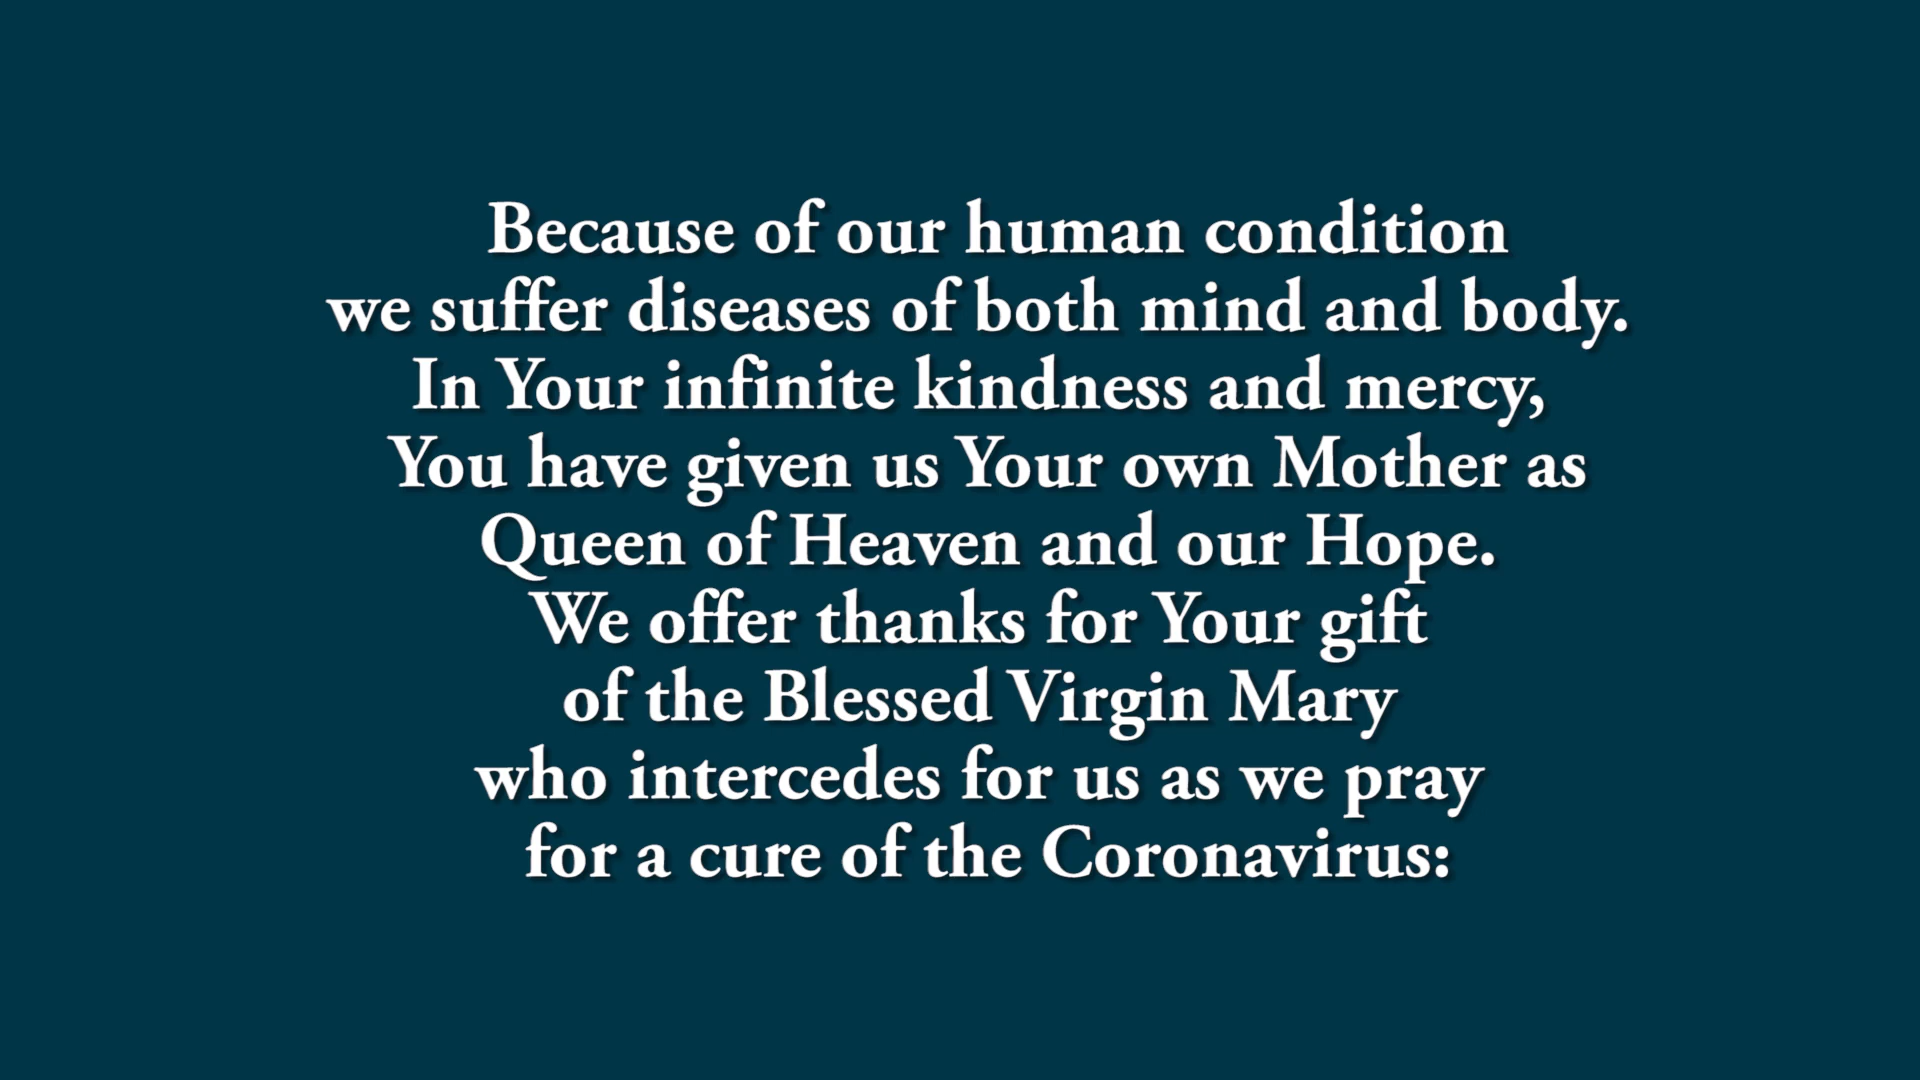 Because of our human condition
we suffer diseases of both mind and body.
In Your infinite kindness and mercy,
You have given us Your own Mother as
Queen of Heaven and our Hope.
We offer thanks for Your gift
of the Blessed Virgin Mary
who intercedes for us as we pray
for a cure of the Coronavirus: